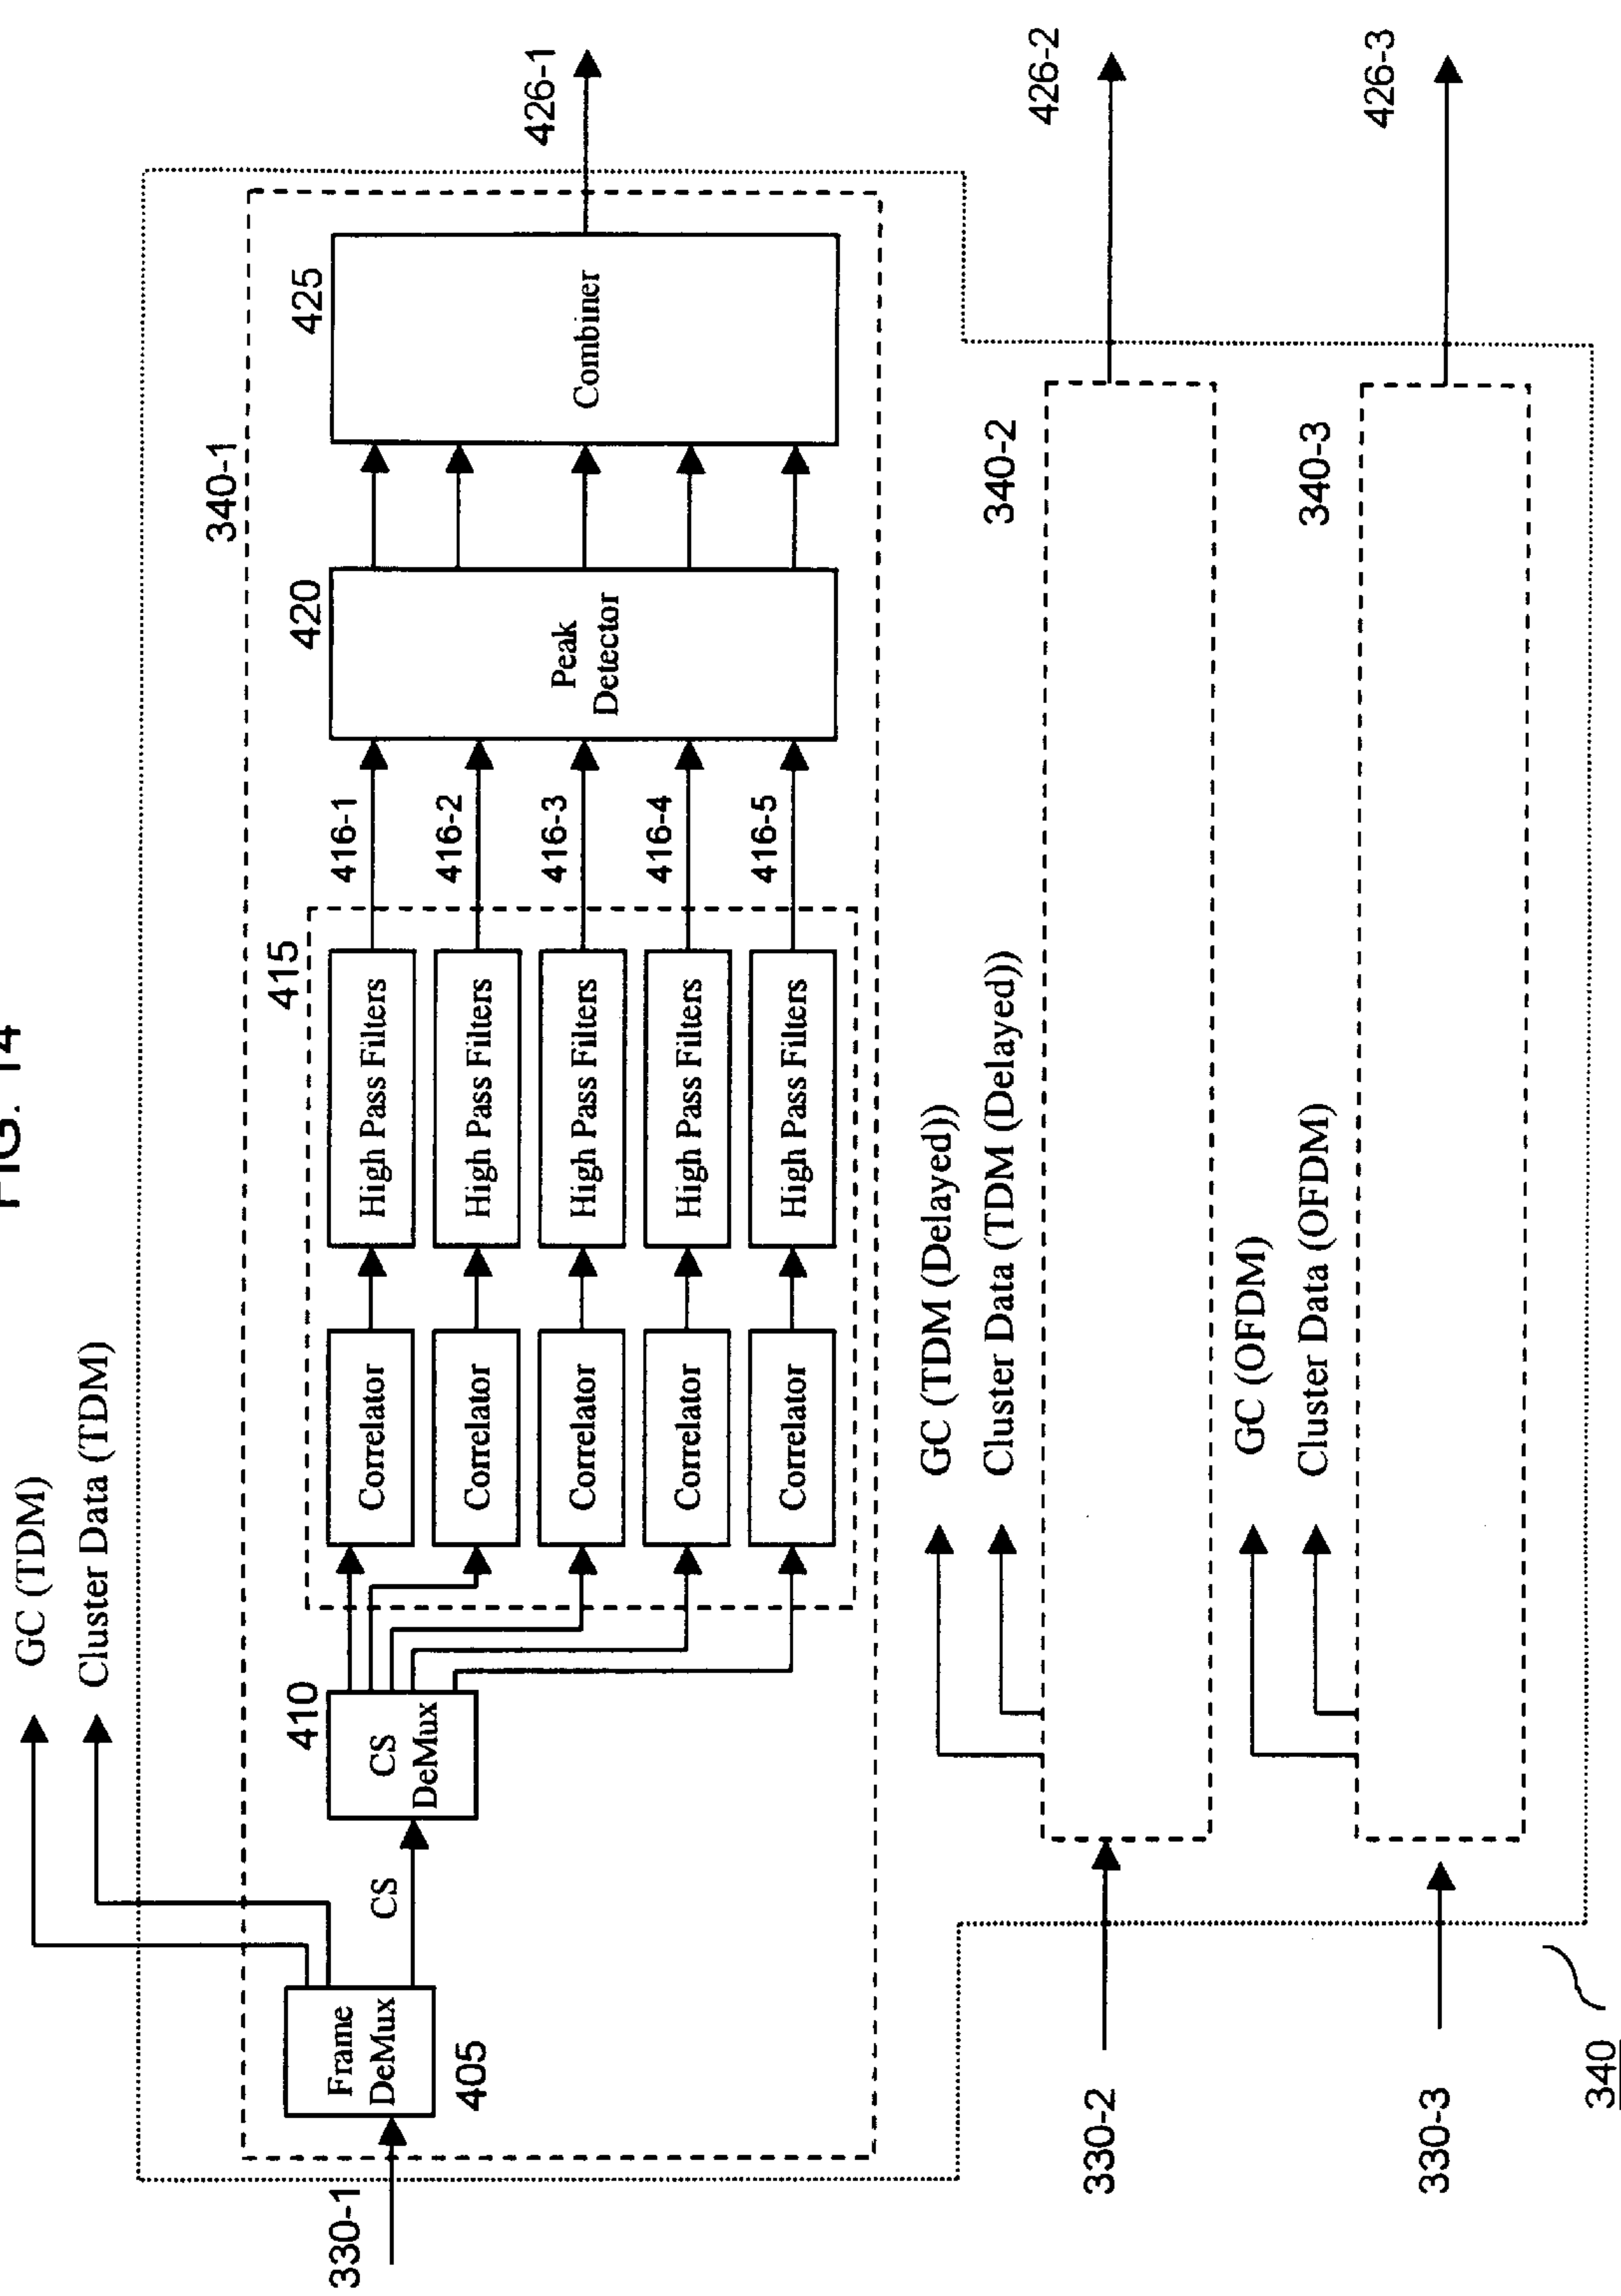 FIG. 14
GC (TDM)
Cluster Data (TDM)
340-1
330-1
Frame
DeMux
405
CS
410
CS
DeMux
415
Correlator
High Pass Filters
416-1
Correlator
High Pass Filters
416-2
Correlator
High Pass Filters
416-3
Correlator
High Pass Filters
416-4
Correlator
High Pass Filters
416-5
420
Peak
Detector
425
Combiner
426-1
GC (TDM (Delayed))
Cluster Data (TDM (Delayed))
340-2
330-2
426-2
GC (OFDM)
Cluster Data (OFDM)
340-3
330-3
426-3
340